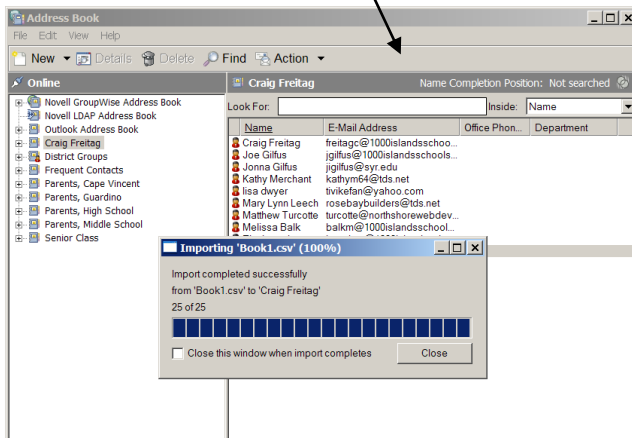 Address Book
File Edit View Help
New Details Delete Find Action
Online
Novell GroupWise Address Book
Novell LDAP Address Book
Outlook Address Book
Craig Freitag
District Groups
Frequent Contacts
Parents, Cape Vincent
Parents, Guardino
Parents, High School
Parents, Middle School
Senior Class
Craig Freitag Name Completion Position: Not searched
Look For: Inside: Name
Name E-Mail Address Office Phon... Department
Craig Freitag freitagc@1000islandsschoo...
Joe Gilfus jgilfus@1000islandsschools...
Jonna Gilfus jigilfus@syr.edu
Kathy Merchant kathym64@tds.net
lisa dwyer tivikefan@yahoo.com
Mary Lynn Leech rosebaybuilders@tds.net
Matthew Turcotte turcotte@northshorewebdev...
Melissa Balk balkm@1000islandsschool...
Importing 'Book1.csv' (100%)
Import completed successfully
from 'Book1.csv' to 'Craig Freitag'
25 of 25
Close this window when import completes Close